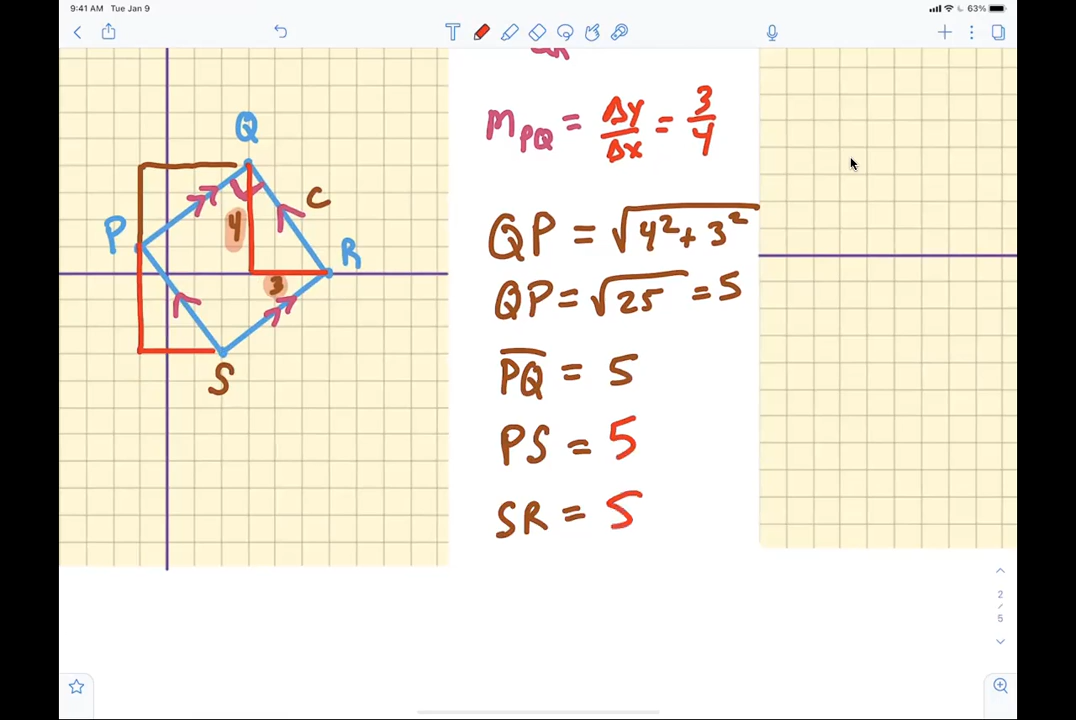 9:41 AM Tue Jan 9
63%
T
Q
P
4
C
R
3
S
QR
m_PQ = Δy/Δx = 3/4
QP = √4² + 3²
QP = √25 = 5
PQ = 5
PS = 5
SR = 5
2
/
5